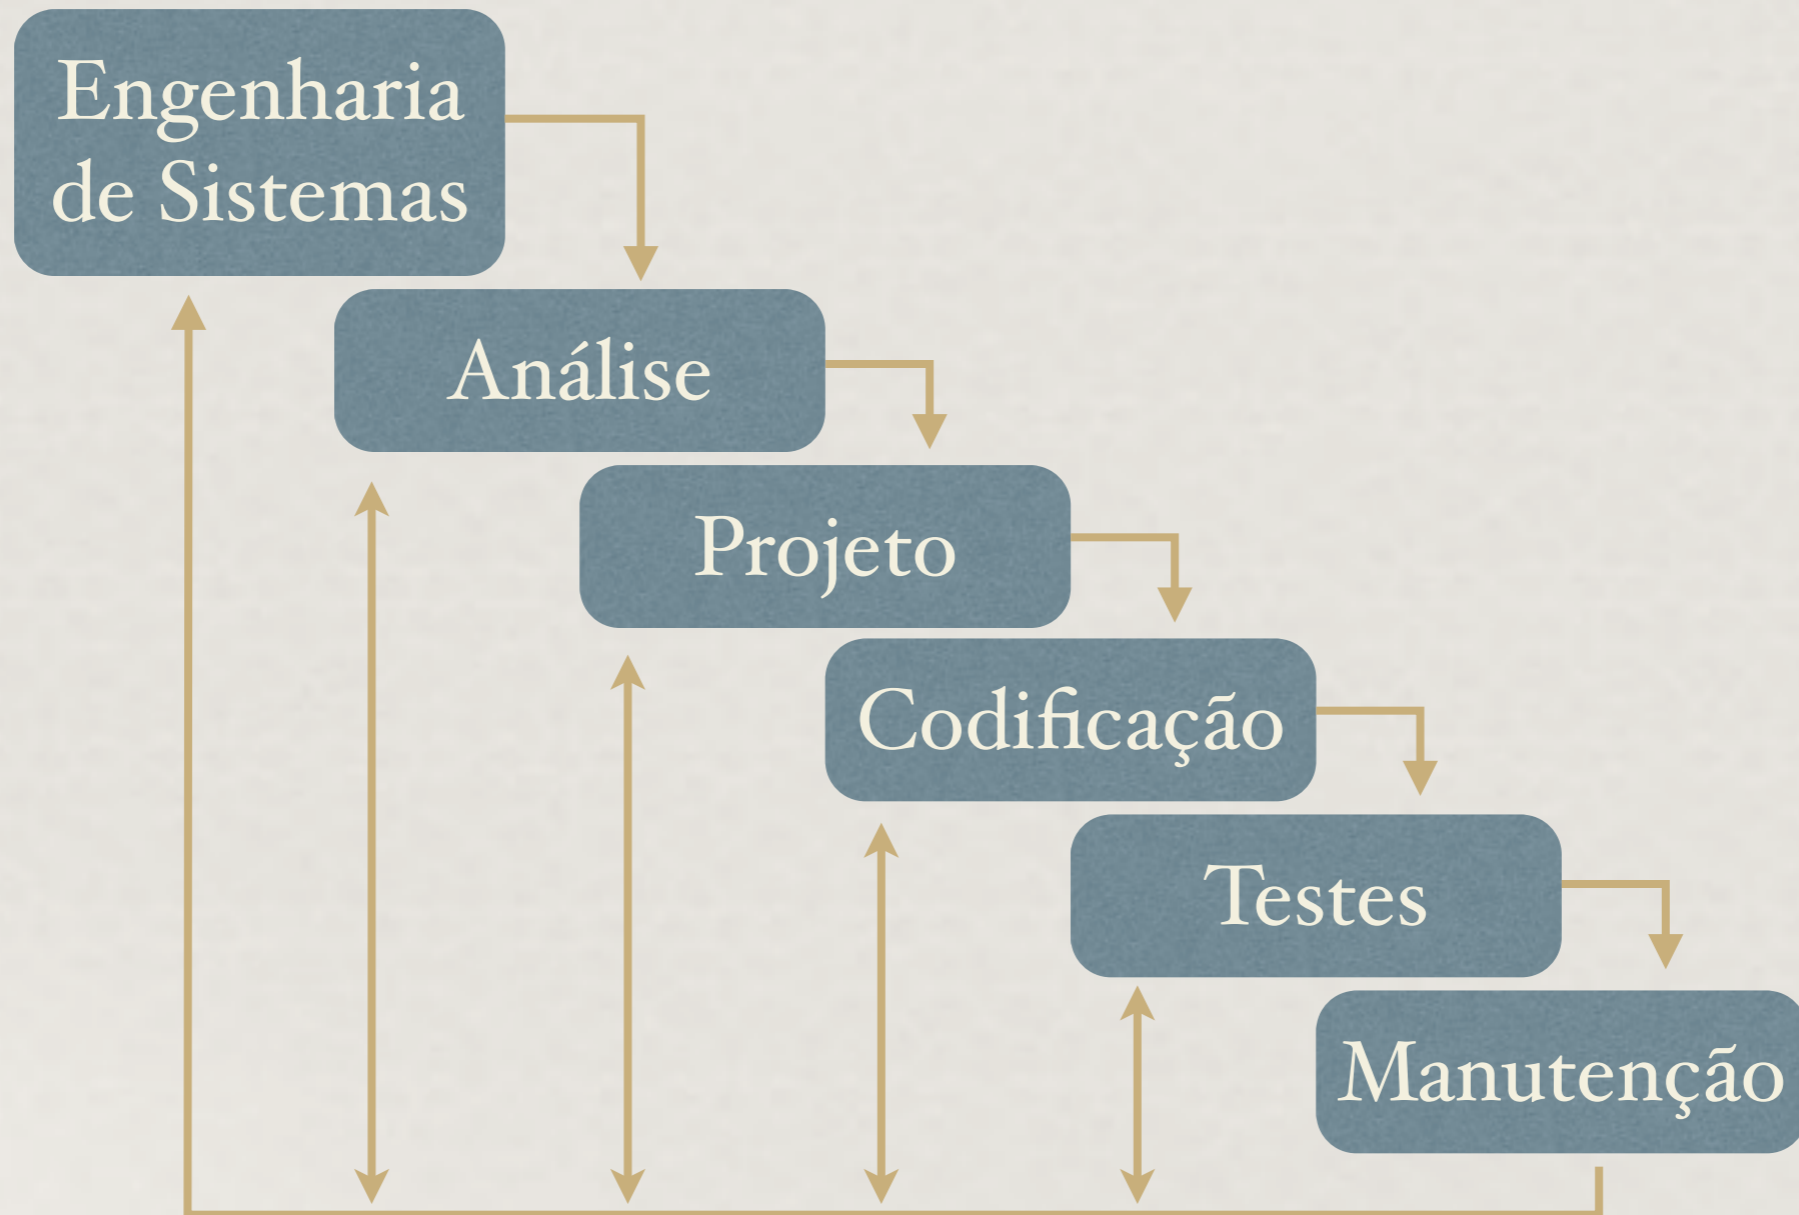 Engenharia
de Sistemas
Análise
Projeto
Codificação
Testes
Manutenção